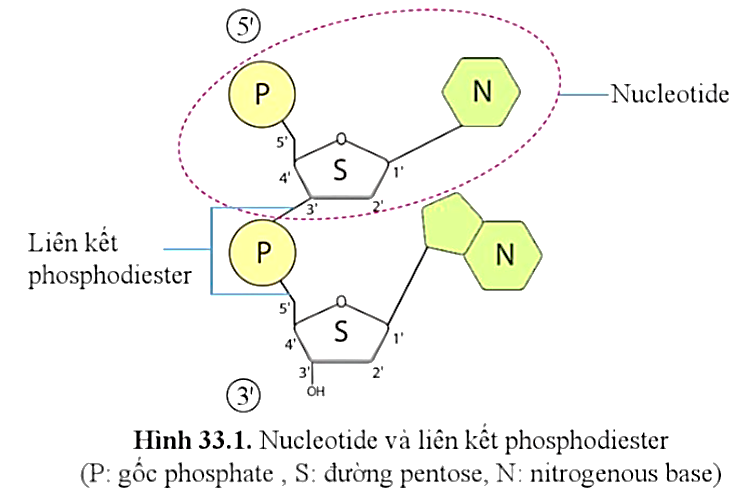 5'
P
N
Nucleotide
5'
O
4'
S
1'
3'
2'
Liên kết
phosphodiester
P
N
5'
O
4'
S
1'
3'
2'
OH
3'
Hình 33.1. Nucleotide và liên kết phosphodiester
(P: gốc phosphate , S: đường pentose, N: nitrogenous base)